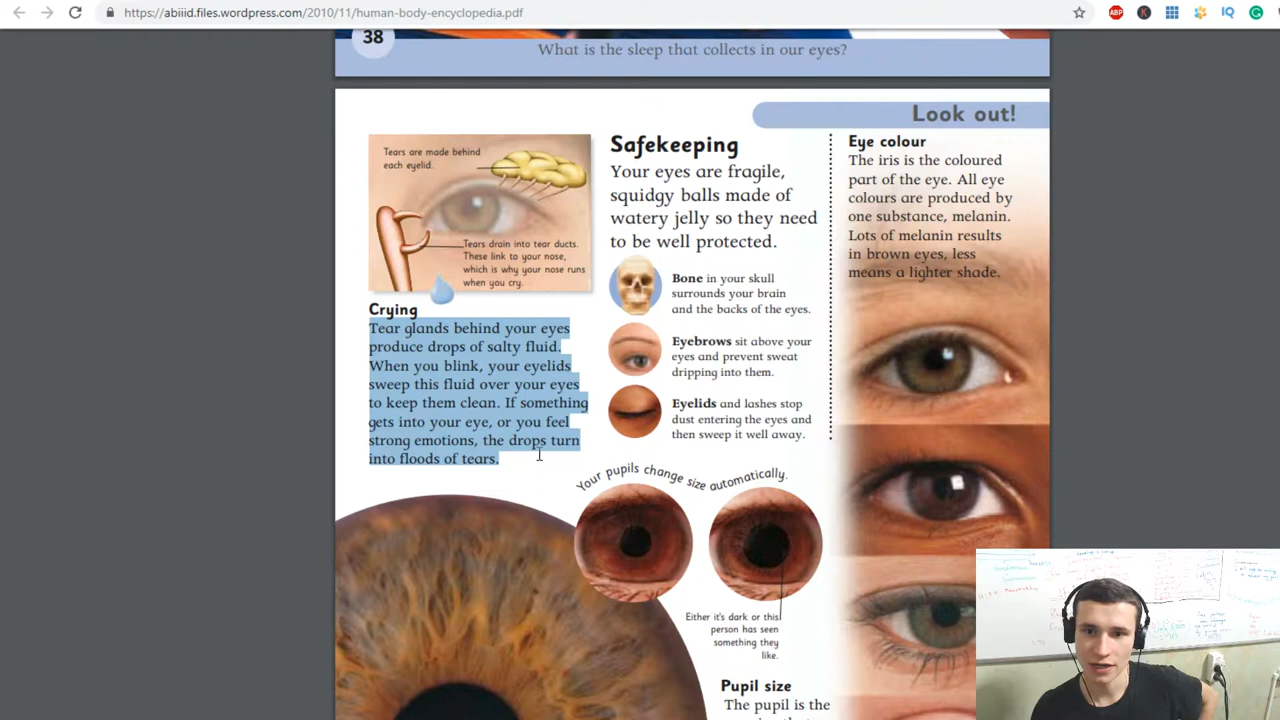 https://abiiid.files.wordpress.com/2010/11/human-body-encyclopedia.pdf
38
What is the sleep that collects in our eyes?
Look out!
Tears are made behind
each eyelid.
Tears drain into tear ducts.
These link to your nose,
which is why your nose runs
when you cry.
Crying
Tear glands behind your eyes
produce drops of salty fluid.
When you blink, your eyelids
sweep this fluid over your eyes
to keep them clean. If something
gets into your eye, or you feel
strong emotions, the drops turn
into floods of tears.
Safekeeping
Your eyes are fragile,
squidgy balls made of
watery jelly so they need
to be well protected.
Bone in your skull
surrounds your brain
and the backs of the eyes.
Eyebrows sit above your
eyes and prevent sweat
dripping into them.
Eyelids and lashes stop
dust entering the eyes and
then sweep it well away.
Eye colour
The iris is the coloured
part of the eye. All eye
colours are produced by
one substance, melanin.
Lots of melanin results
in brown eyes, less
means a lighter shade.
Your pupils change size automatically.
Either it's dark or this
person has seen
something they
like.
Pupil size
The pupil is the
ABP
K
IQ
G